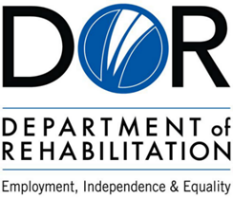 DOR
DEPARTMENT of
REHABILITATION
Employment, Independence & Equality